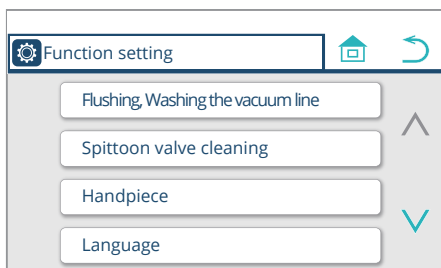 Function setting
Flushing, Washing the vacuum line
Spittoon valve cleaning
Handpiece
Language